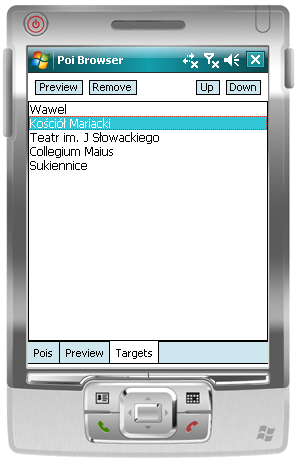 Poi Browser
Preview Remove Up Down
Wawel
Kościół Mariacki
Teatr im. J Słowackiego
Collegium Maius
Sukiennice
Pois Preview Targets